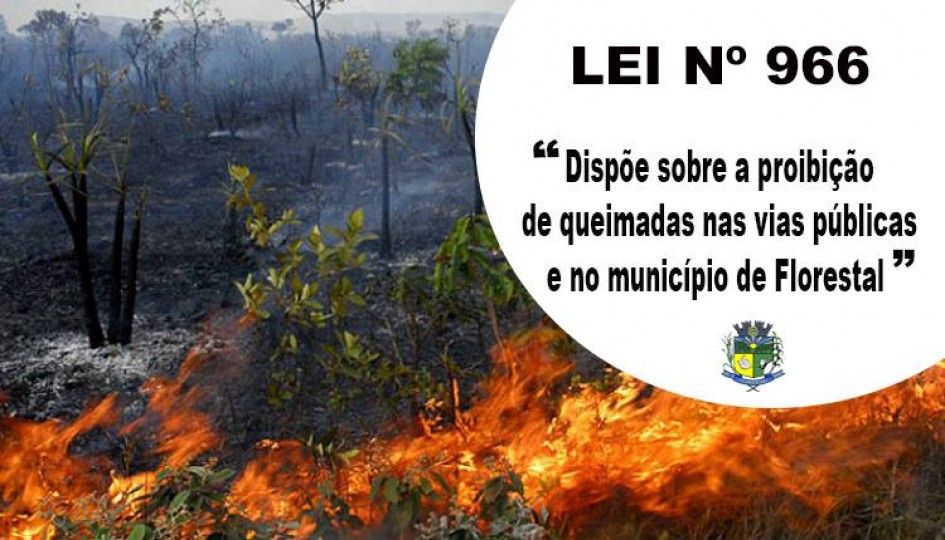 LEI Nº 966
“Dispõe sobre a proibição
de queimadas nas vias públicas
e no município de Florestal”